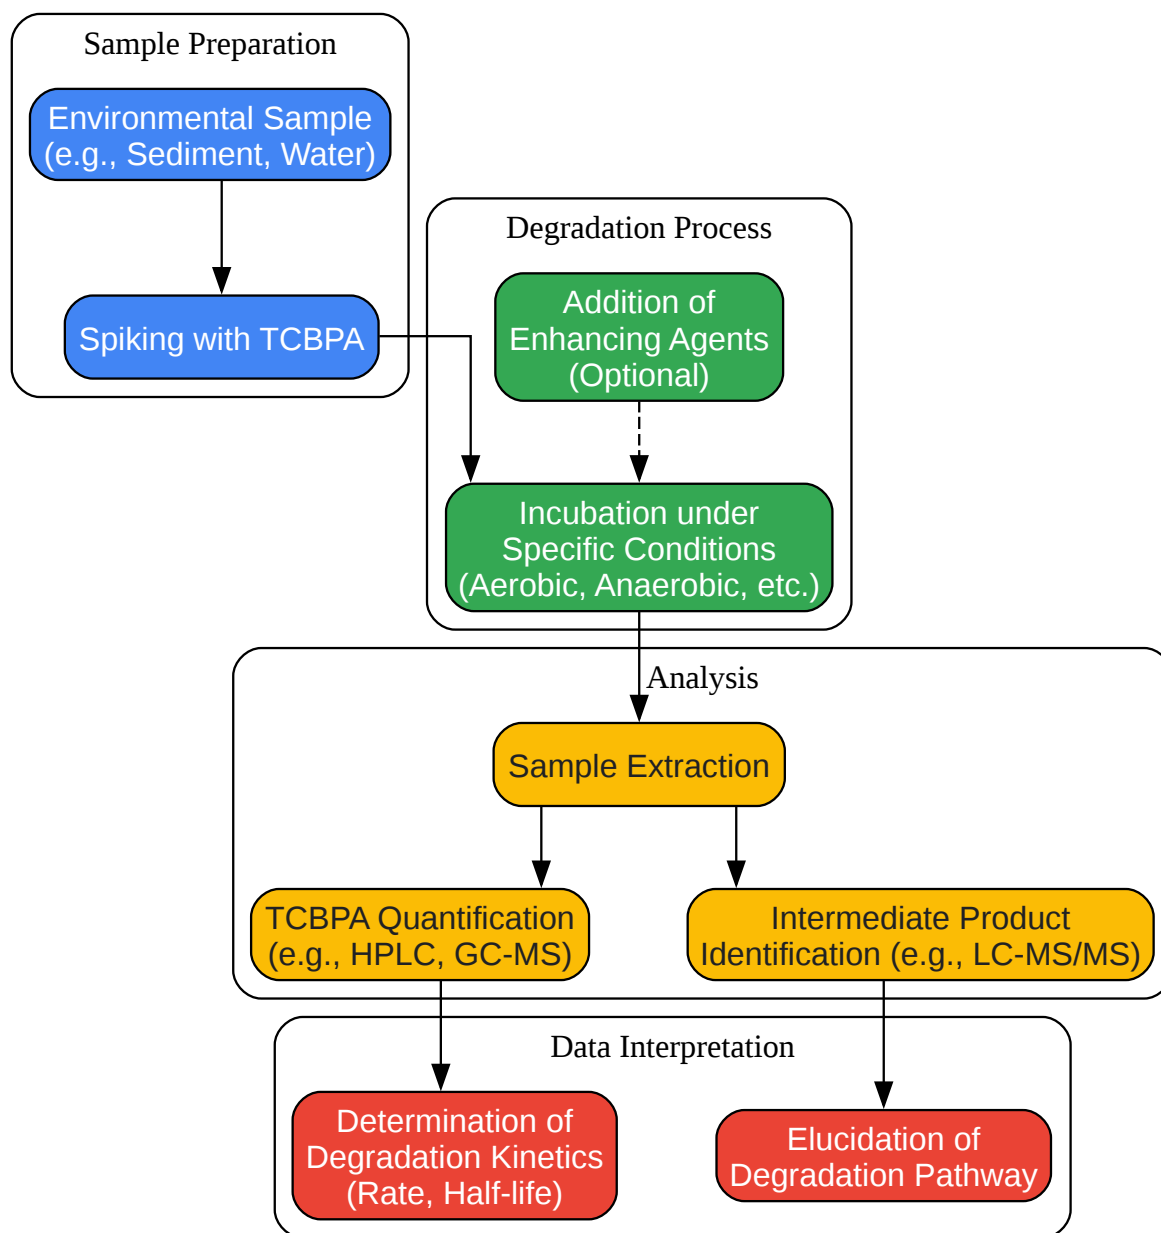 Sample Preparation
Environmental Sample
(e.g., Sediment, Water)
Spiking with TCBPA
Degradation Process
Addition of
Enhancing Agents
(Optional)
Incubation under
Specific Conditions
(Aerobic, Anaerobic, etc.)
Analysis
Sample Extraction
TCBPA Quantification
(e.g., HPLC, GC-MS)
Intermediate Product
Identification (e.g., LC-MS/MS)
Data Interpretation
Determination of
Degradation Kinetics
(Rate, Half-life)
Elucidation of
Degradation Pathway